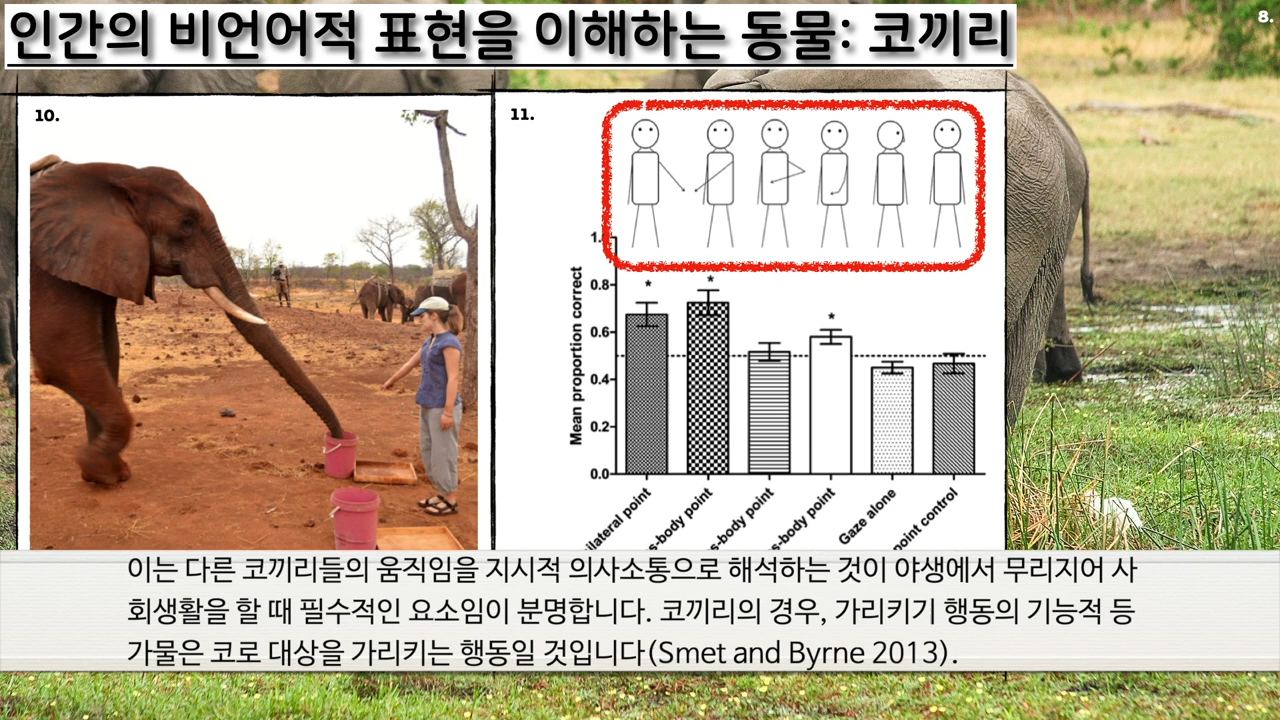 인간의 비언어적 표현을 이해하는 동물: 코끼리
8.
10.
11.
Mean proportion correct
0.8
0.6
0.4
0.2
0.0
*
*
*
point
point
point
point
Gaze alone
point control
이는 다른 코끼리들의 움직임을 지시적 의사소통으로 해석하는 것이 야생에서 무리지어 사
회생활을 할 때 필수적인 요소임이 분명합니다. 코끼리의 경우, 가리키기 행동의 기능적 등
가물은 코로 대상을 가리키는 행동일 것입니다(Smet and Byrne 2013).